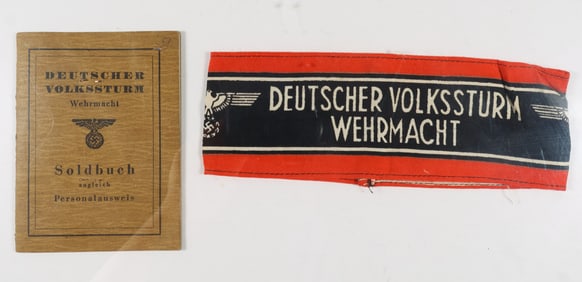 DEUTSCHER
VOLKSSTURM
Wehrmacht
Soldbuch
zugleich
Personalausweis
DEUTSCHER VOLKSSTURM
WEHRMACHT